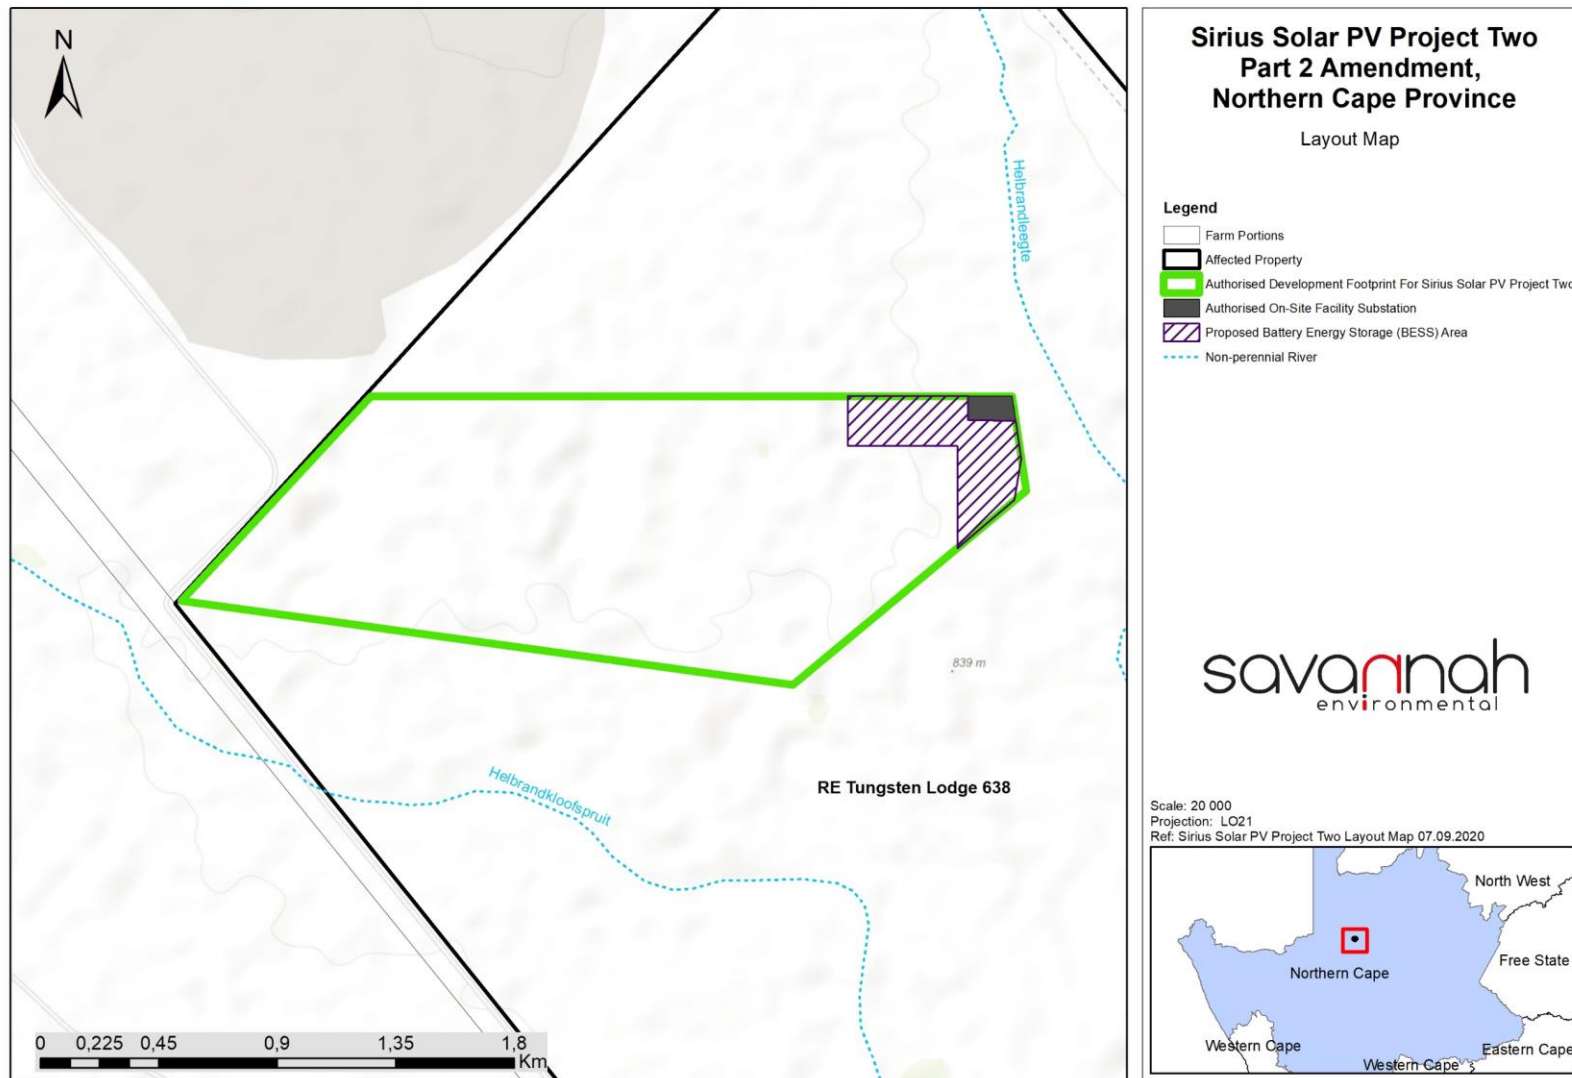 N
Helbrandleegte
839 m
RE Tungsten Lodge 638
Helbrandkloofspruit
0 0,225 0,45 0,9 1,35 1,8
Km
Sirius Solar PV Project Two
Part 2 Amendment,
Northern Cape Province
Layout Map
Legend
Farm Portions
Affected Property
Authorised Development Footprint For Sirius Solar PV Project Two
Authorised On-Site Facility Substation
Proposed Battery Energy Storage (BESS) Area
Non-perennial River
savannah
environmental
Scale: 20 000
Projection: LO21
Ref: Sirius Solar PV Project Two Layout Map 07.09.2020
North West
Free State
Northern Cape
Western Cape
Eastern Cape
Western Cape